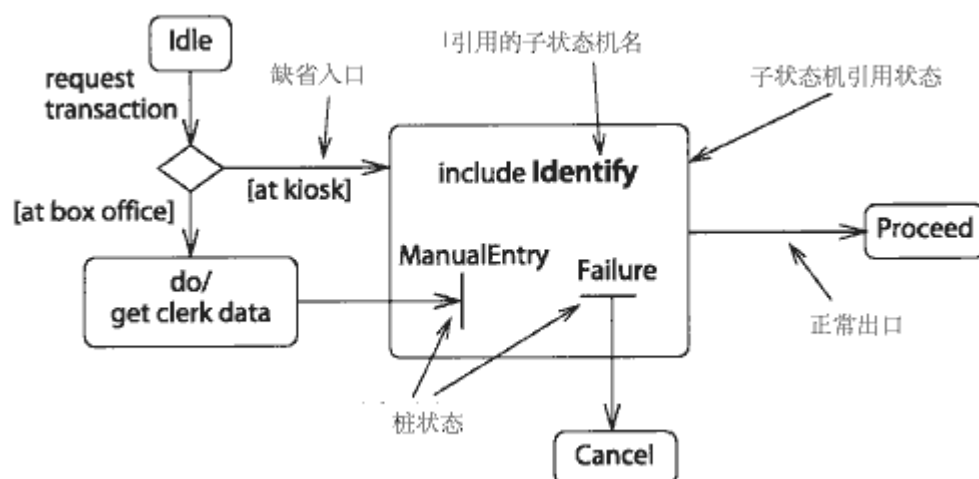 Idle
引用的子状态机名
request
transaction
缺省入口
子状态机引用状态
include Identify
[at kiosk]
[at box office]
Proceed
ManualEntry
Failure
do/
get clerk data
正常出口
桩状态
Cancel